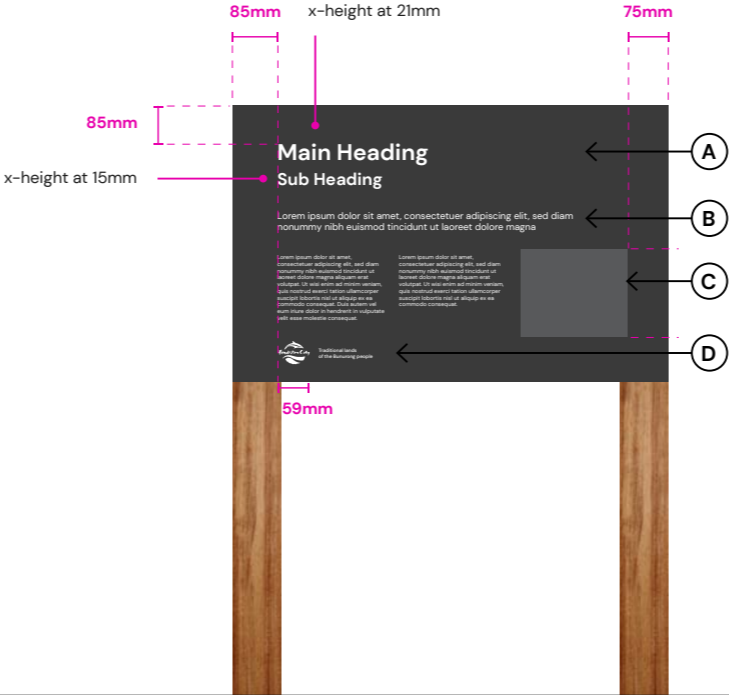 85mm
x-height at 21mm
75mm
85mm
x-height at 15mm
Main Heading
Sub Heading
A
Lorem ipsum dolor sit amet, consectetuer adipiscing elit, sed diam
nonummy nibh euismod tincidunt ut laoreet dolore magna
B
Lorem ipsum dolor sit amet,
consectetuer adipiscing elit, sed diam
nonummy nibh euismod tincidunt ut
laoreet dolore magna aliquam erat
volutpat. Ut wisi enim ad minim veniam,
quis nostrud exerci tation ullamcorper
suscipit lobortis nisl ut aliquip ex ea
commodo consequat. Duis autem vel
eum iriure dolor in hendrerit in vulputate
velit esse molestie consequat.
Lorem ipsum dolor sit amet,
consectetuer adipiscing elit, sed diam
nonummy nibh euismod tincidunt ut
laoreet dolore magna aliquam erat
volutpat. Ut wisi enim ad minim veniam,
quis nostrud exerci tation ullamcorper
suscipit lobortis nisl ut aliquip ex ea
commodo consequat.
C
Traditional lands
of the Bunurong people
D
59mm